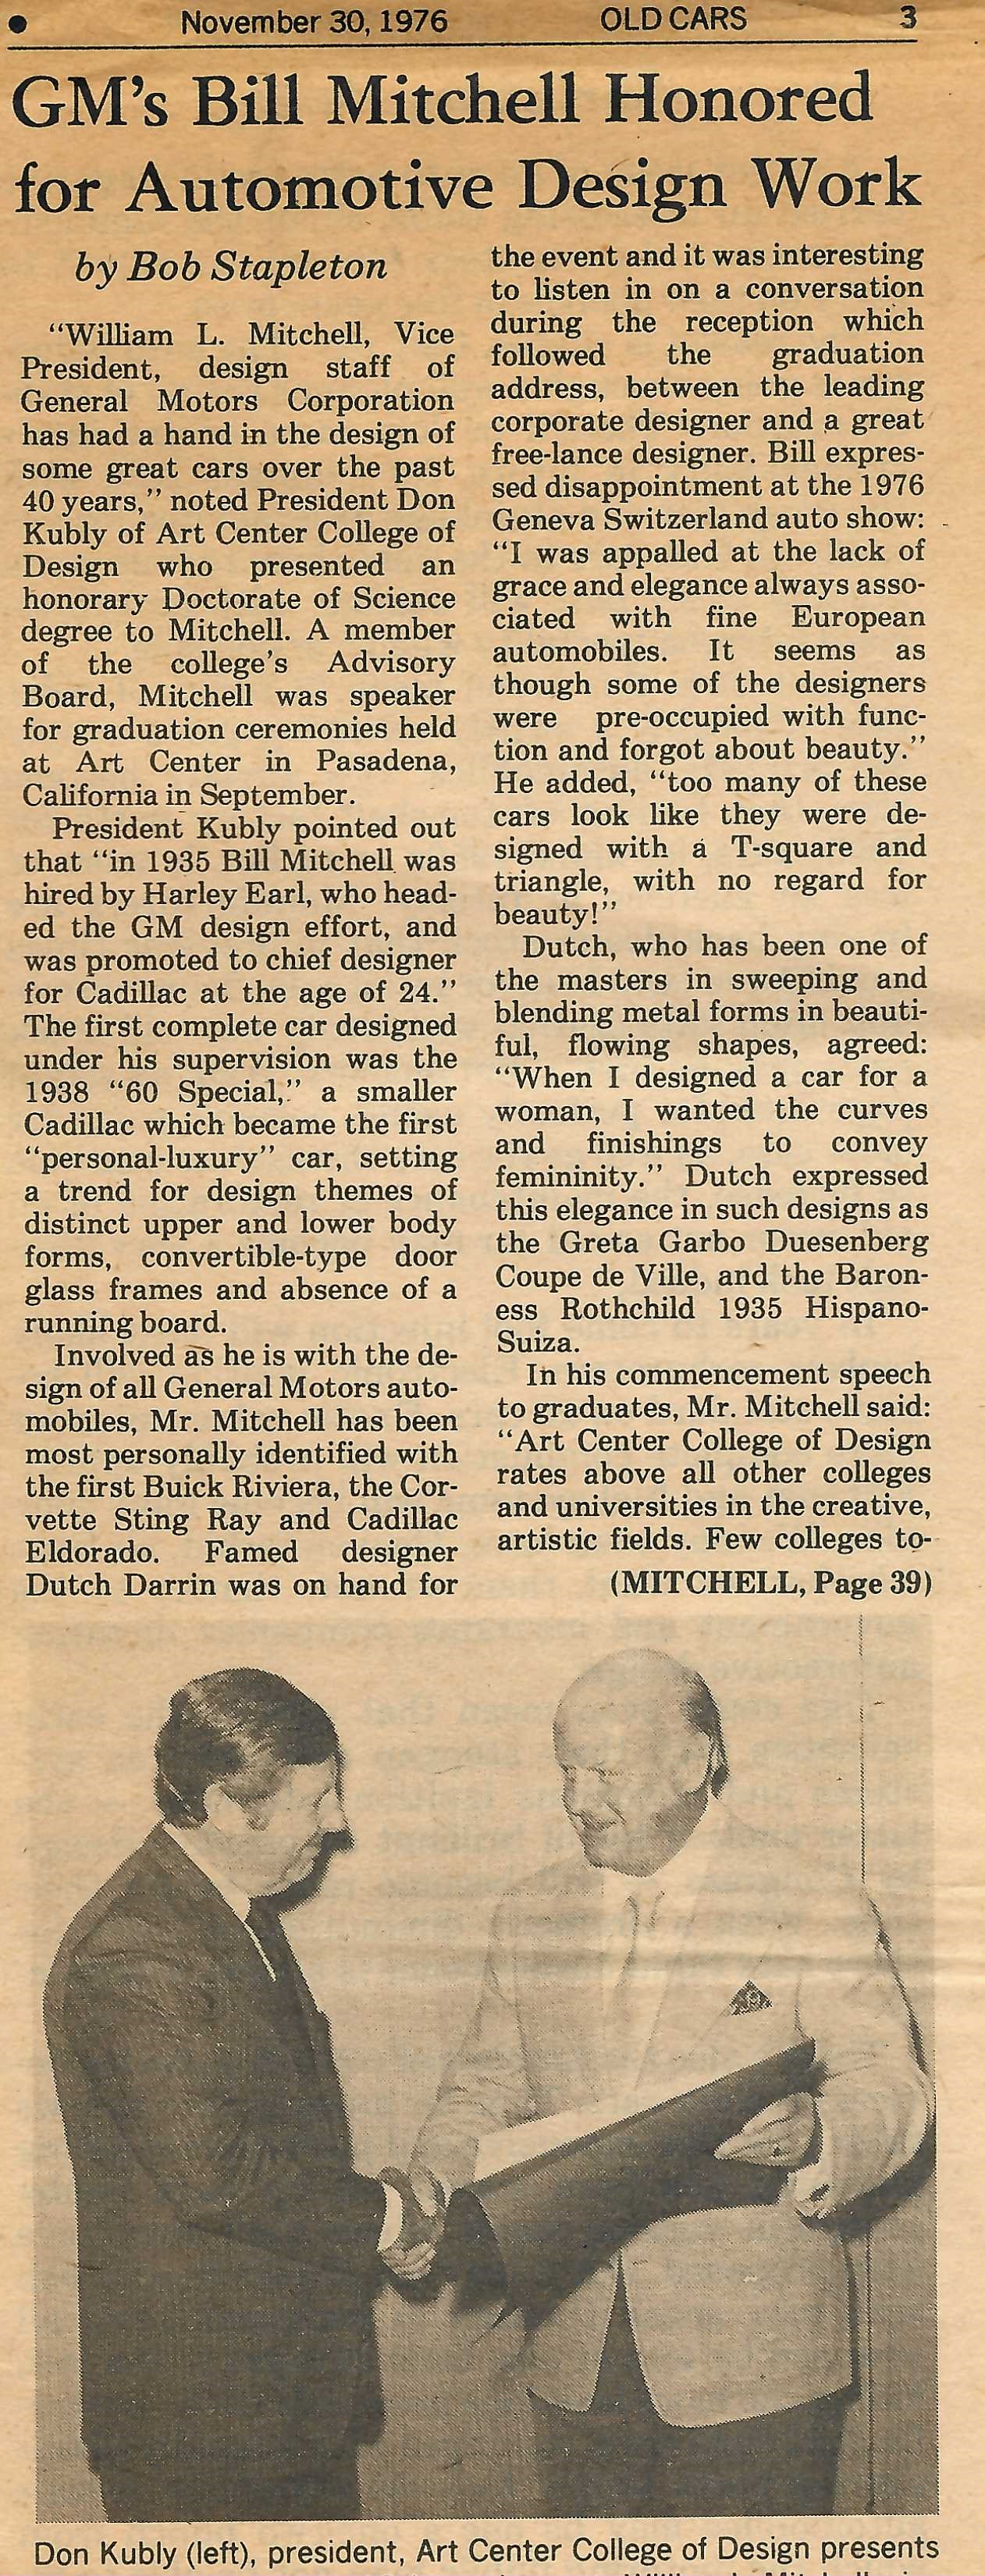 November 30, 1976 OLD CARS 3
GM's Bill Mitchell Honored
for Automotive Design Work
by Bob Stapleton
"William L. Mitchell, Vice
President, design staff of
General Motors Corporation
has had a hand in the design of
some great cars over the past
40 years," noted President Don
Kubly of Art Center College of
Design who presented an
honorary Doctorate of Science
degree to Mitchell. A member
of the college's Advisory
Board, Mitchell was speaker
for graduation ceremonies held
at Art Center in Pasadena,
California in September.
President Kubly pointed out
that "in 1935 Bill Mitchell was
hired by Harley Earl, who head-
ed the GM design effort, and
was promoted to chief designer
for Cadillac at the age of 24."
The first complete car designed
under his supervision was the
1938 "60 Special," a smaller
Cadillac which became the first
"personal-luxury" car, setting
a trend for design themes of
distinct upper and lower body
forms, convertible-type door
glass frames and absence of a
running board.
Involved as he is with the de-
sign of all General Motors auto-
mobiles, Mr. Mitchell has been
most personally identified with
the first Buick Riviera, the Cor-
vette Sting Ray and Cadillac
Eldorado. Famed designer
Dutch Darrin was on hand for
the event and it was interesting
to listen in on a conversation
during the reception which
followed the graduation
address, between the leading
corporate designer and a great
free-lance designer. Bill expres-
sed disappointment at the 1976
Geneva Switzerland auto show:
"I was appalled at the lack of
grace and elegance always asso-
ciated with fine European
automobiles. It seems as
though some of the designers
were pre-occupied with func-
tion and forgot about beauty."
He added, "too many of these
cars look like they were de-
signed with a T-square and
triangle, with no regard for
beauty!"
Dutch, who has been one of
the masters in sweeping and
blending metal forms in beauti-
ful, flowing shapes, agreed:
"When I designed a car for a
woman, I wanted the curves
and finishings to convey
femininity." Dutch expressed
this elegance in such designs as
the Greta Garbo Duesenberg
Coupe de Ville, and the Baron-
ess Rothchild 1935 Hispano-
Suiza.
In his commencement speech
to graduates, Mr. Mitchell said:
"Art Center College of Design
rates above all other colleges
and universities in the creative,
artistic fields. Few colleges to-
(MITCHELL, Page 39)
Don Kubly (left), president, Art Center College of Design presents